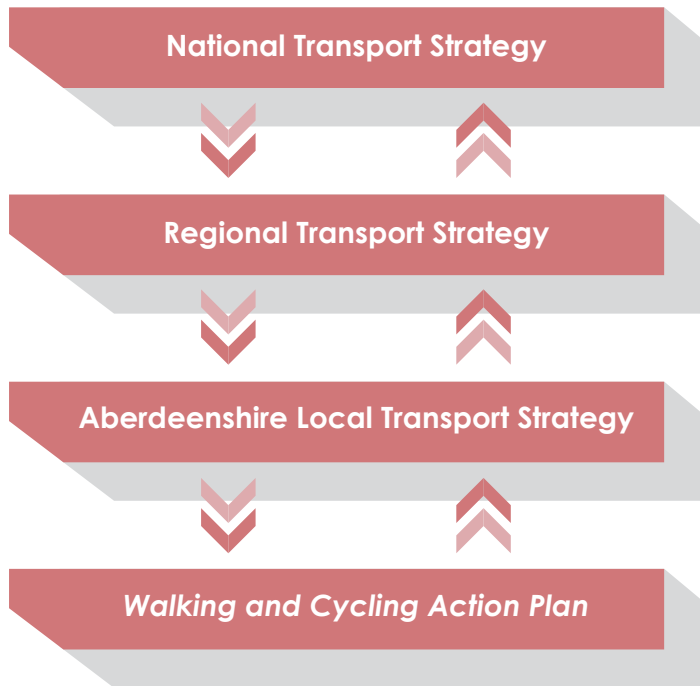 National Transport Strategy
Regional Transport Strategy
Aberdeenshire Local Transport Strategy
Walking and Cycling Action Plan